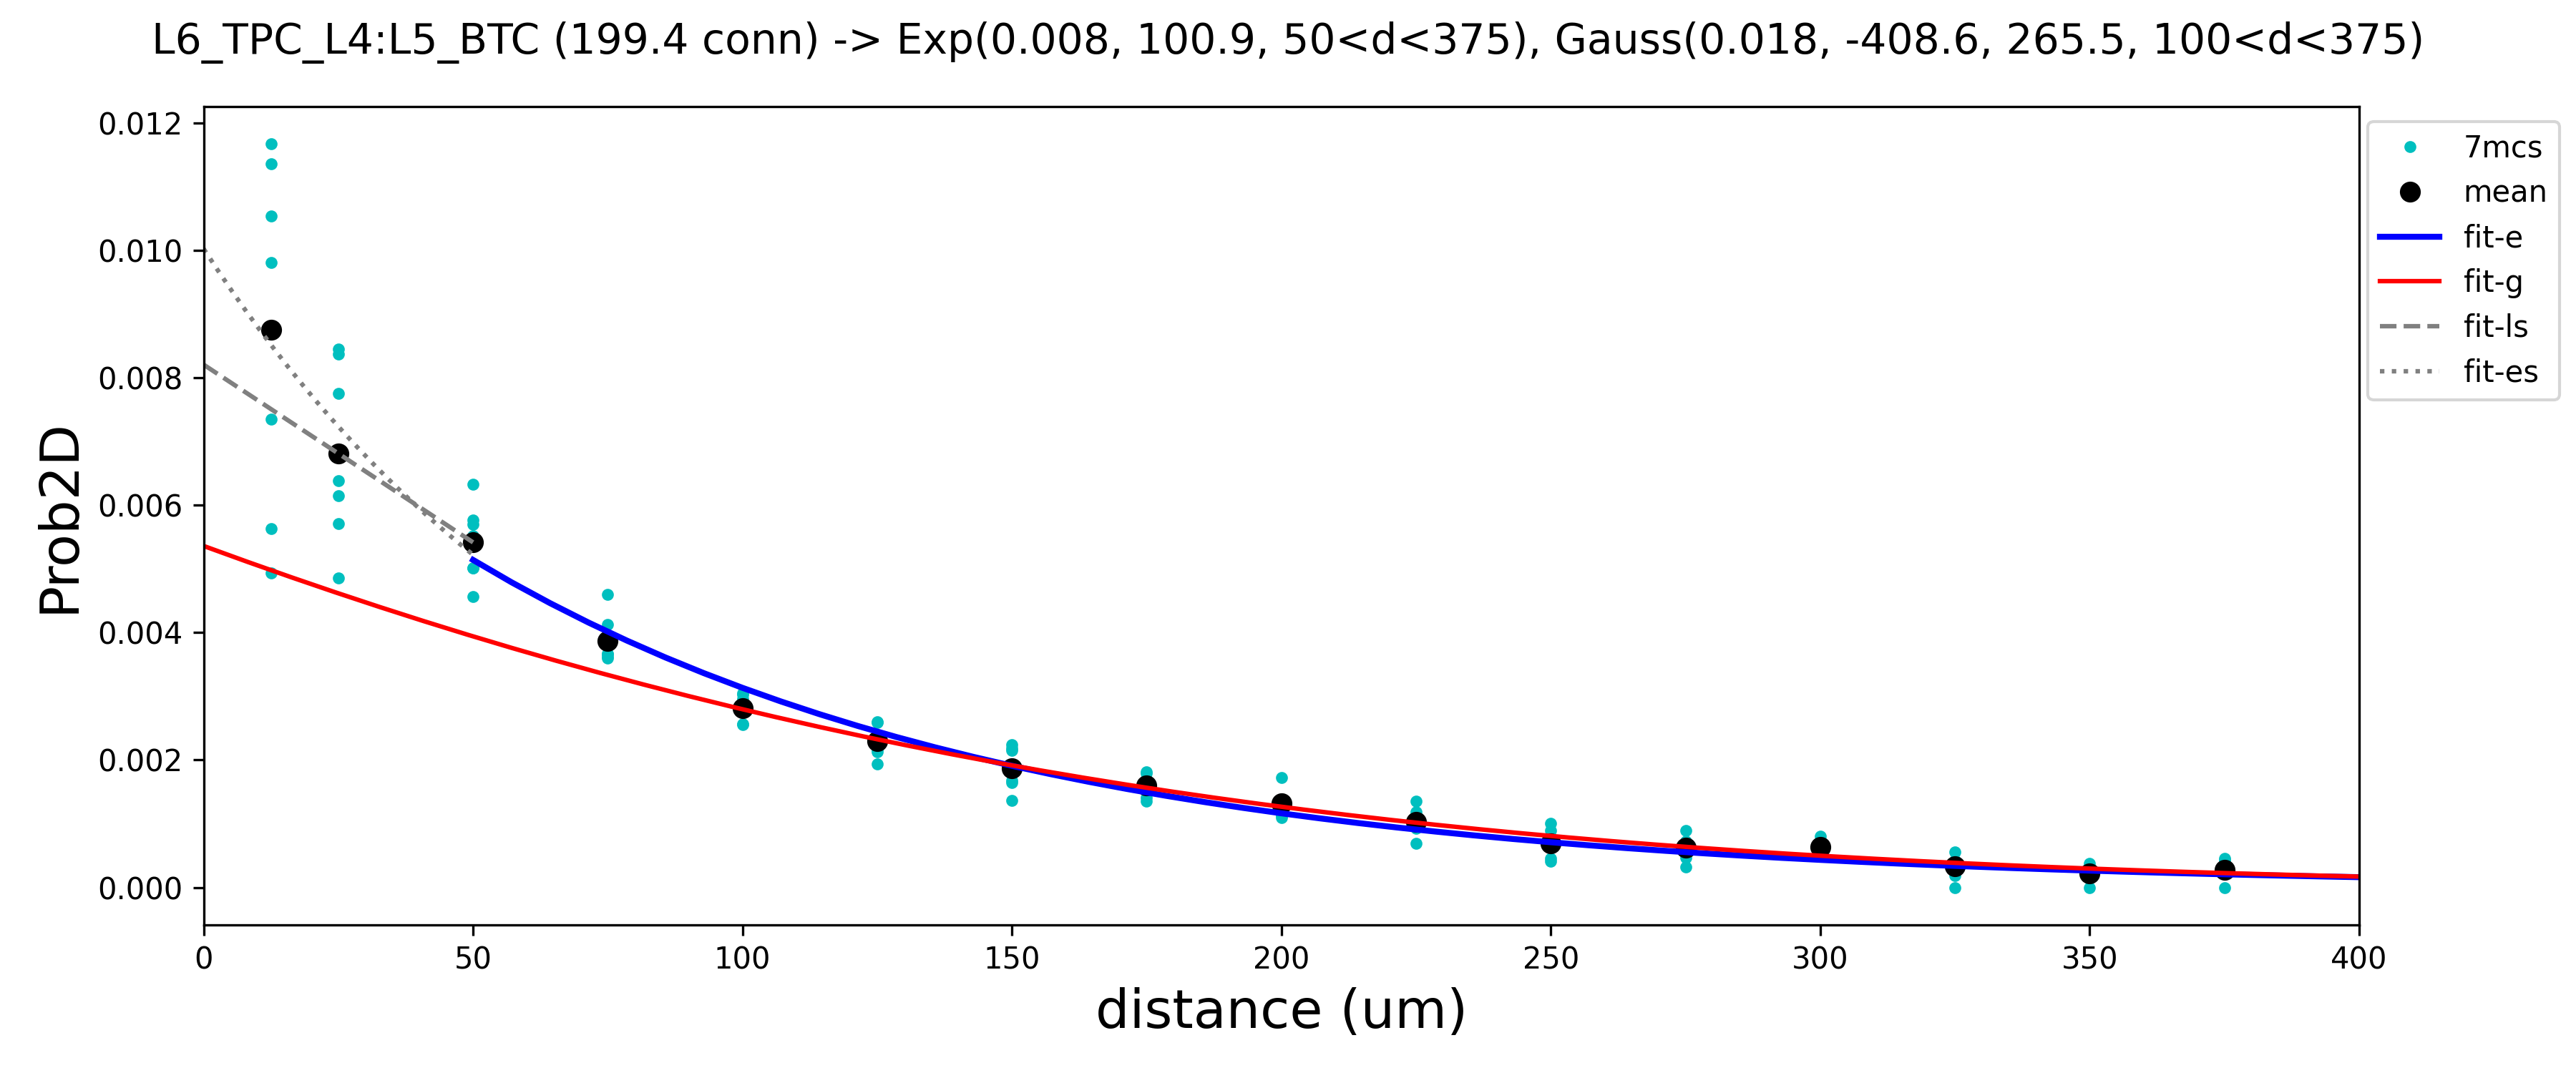 L6_TPC_L4:L5_BTC (199.4 conn) -> Exp(0.008, 100.9, 50<d<375), Gauss(0.018, -408.6, 265.5, 100<d<375)
0.012
0.010
0.008
0.006
0.004
0.002
0.000
Prob2D
0 50 100 150 200 250 300 350 400
distance (um)
7mcs
mean
fit-e
fit-g
fit-ls
fit-es